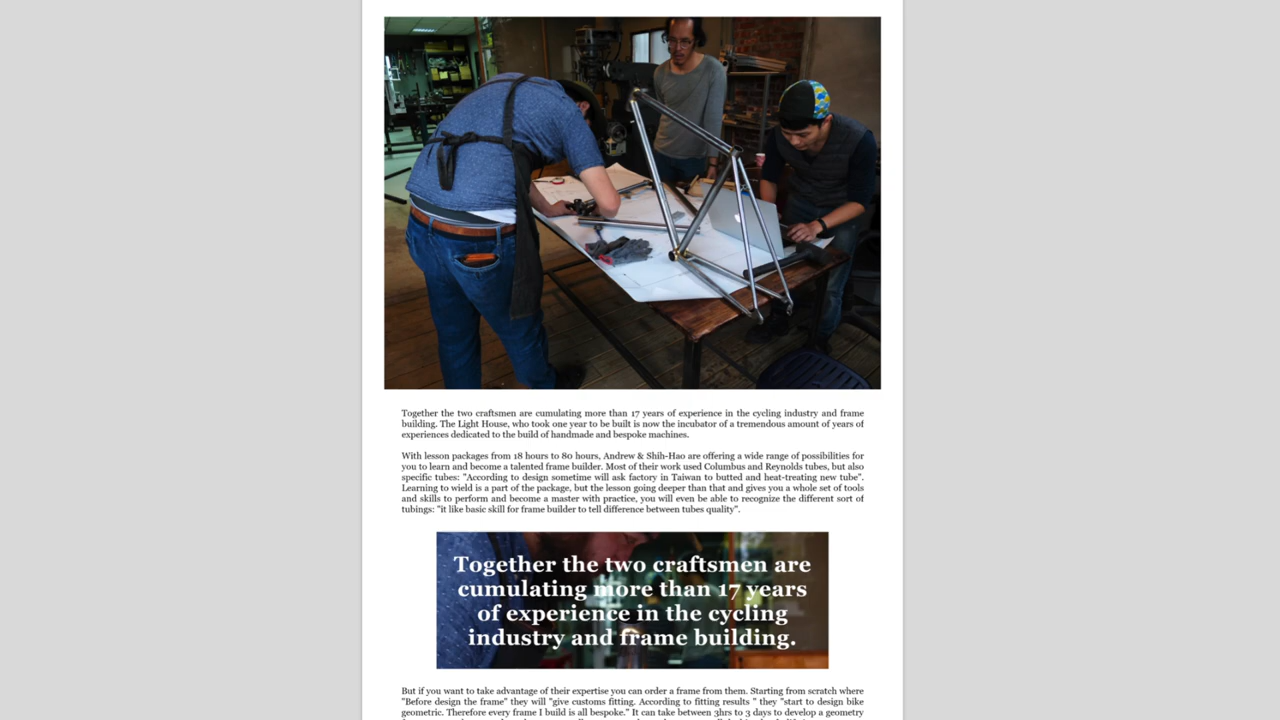 Together the two craftsmen are cumulating more than 17 years of experience in the cycling industry and frame
building. The Light House, who took one year to be built is now the incubator of a tremendous amount of years of
experiences dedicated to the build of handmade and bespoke machines.
With lesson packages from 18 hours to 80 hours, Andrew & Shih-Hao are offering a wide range of possibilities for
you to learn and become a talented frame builder. Most of their work used Columbus and Reynolds tubes, but also
specific tubes: "According to design sometime will ask factory in Taiwan to butted and heat-treating new tube".
Learning to wield is a part of the package, but the lesson going deeper than that and gives you a whole set of tools
and skills to perform and become a master with practice, you will even be able to recognize the different sort of
tubings: "it like basic skill for frame builder to tell difference between tubes quality".
Together the two craftsmen are
cumulating more than 17 years
of experience in the cycling
industry and frame building.
But if you want to take advantage of their expertise you can order a frame from them. Starting from scratch where
"Before design the frame" they will "give customs fitting. According to fitting results " they "start to design bike
geometric. Therefore every frame I build is all bespoke." It can take between 3hrs to 3 days to develop a geometry